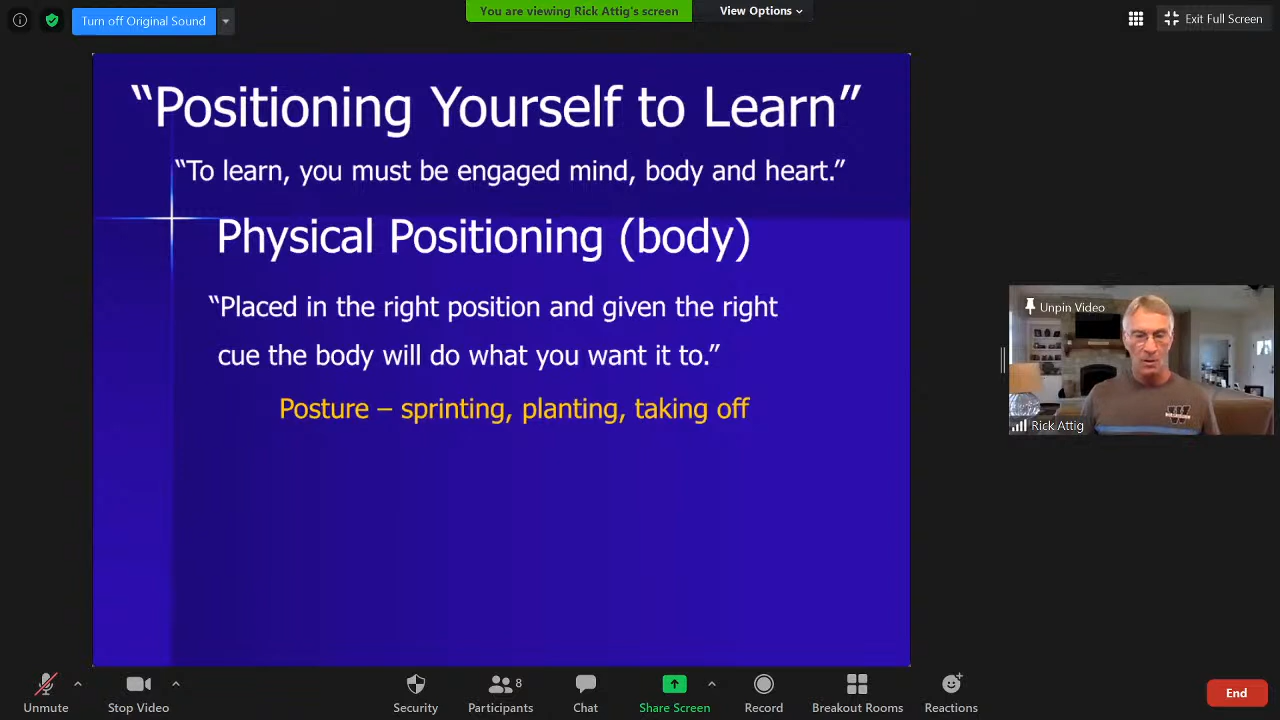 Turn off Original Sound
You are viewing Rick Attig's screen
View Options
Exit Full Screen
“Positioning Yourself to Learn”
“To learn, you must be engaged mind, body and heart.”
Physical Positioning (body)
“Placed in the right position and given the right
cue the body will do what you want it to.”
Posture – sprinting, planting, taking off
Unpin Video
Rick Attig
Unmute
Stop Video
Security
Participants
8
Chat
Share Screen
Record
Breakout Rooms
Reactions
End